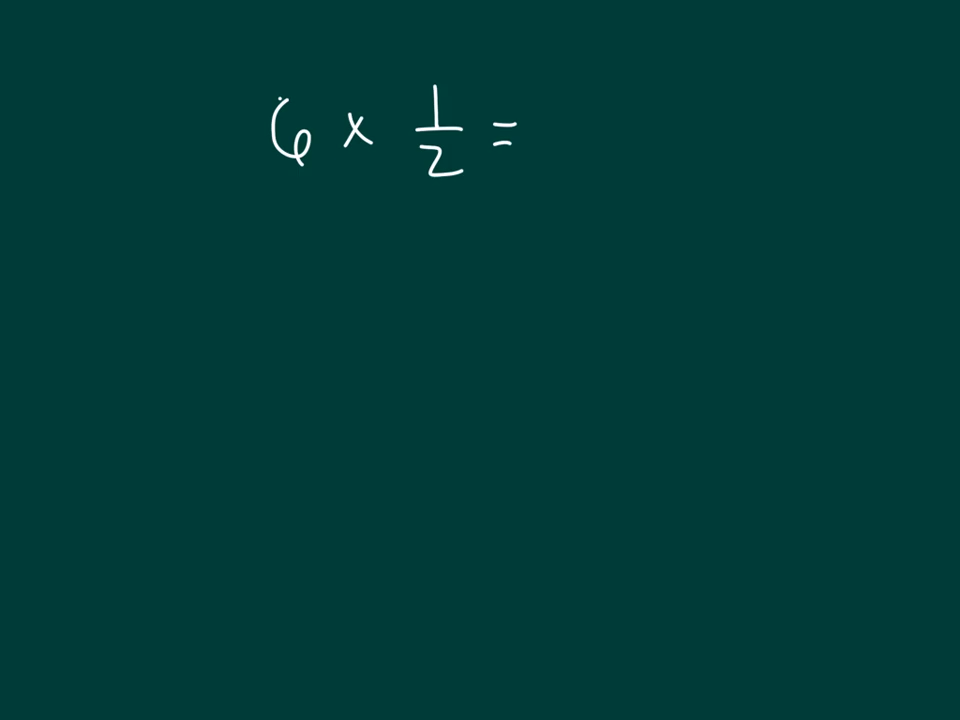 6 x 1/2 =